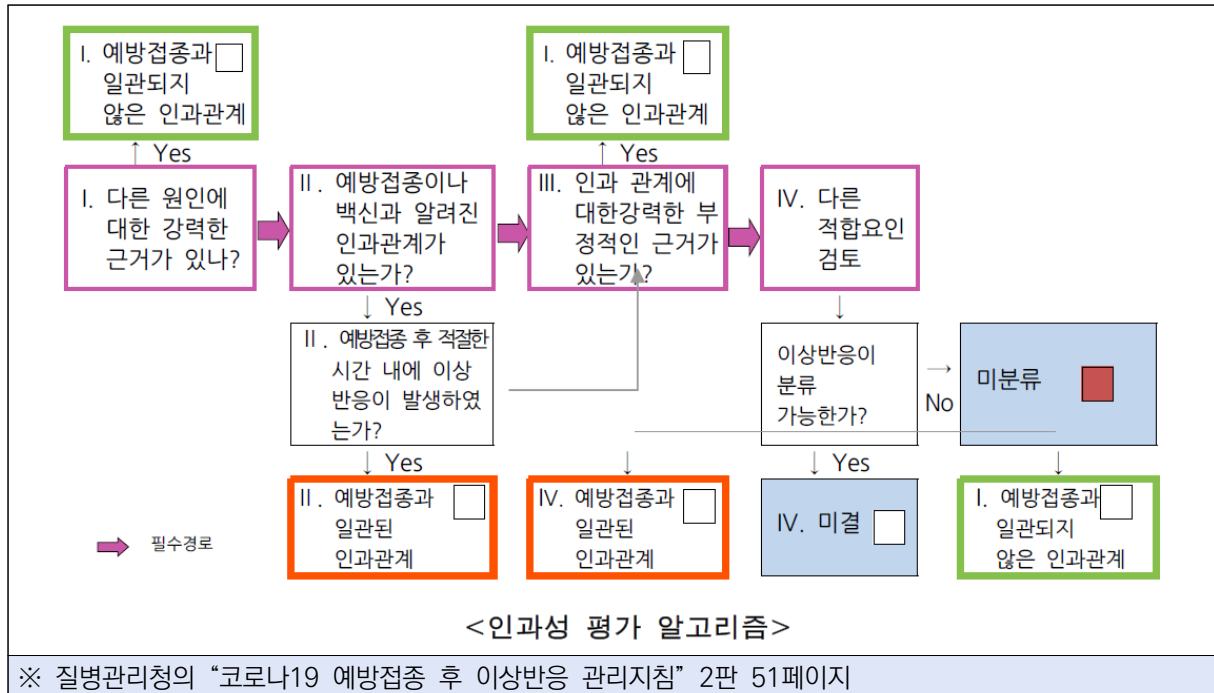 I. 예방접종과
일관되지
않은 인과관계
I. 예방접종과
일관되지
않은 인과관계
↑ Yes
↑ Yes
I. 다른 원인에
대한 강력한
근거가 있나?
II. 예방접종이나
백신과 알려진
인과관계가
있는가?
III. 인과 관계에
대한강력한 부
정적인 근거가
있는가?
IV. 다른
적합요인
검토
↓ Yes
↓
II. 예방접종 후 적절한
시간 내에 이상
반응이 발생하였
는가?
이상반응이
분류
가능한가?
→
No
미분류
↓ Yes
↓
↓ Yes
↓
II. 예방접종과
일관된
인과관계
IV. 예방접종과
일관된
인과관계
IV. 미결
I. 예방접종과
일관되지
않은 인과관계
필수경로
<인과성 평가 알고리즘>
※ 질병관리청의 “코로나19 예방접종 후 이상반응 관리지침” 2판 51페이지